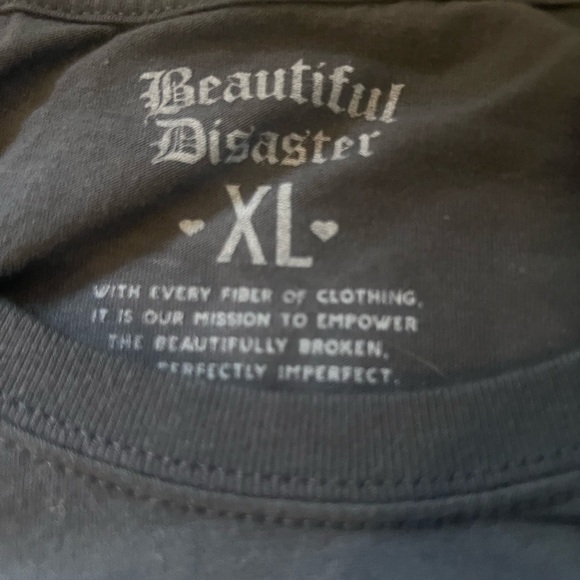 Beautiful
Disaster
XL
WITH EVERY FIBER OF CLOTHING,
IT IS OUR MISSION TO EMPOWER
THE BEAUTIFULLY BROKEN,
PERFECTLY IMPERFECT.